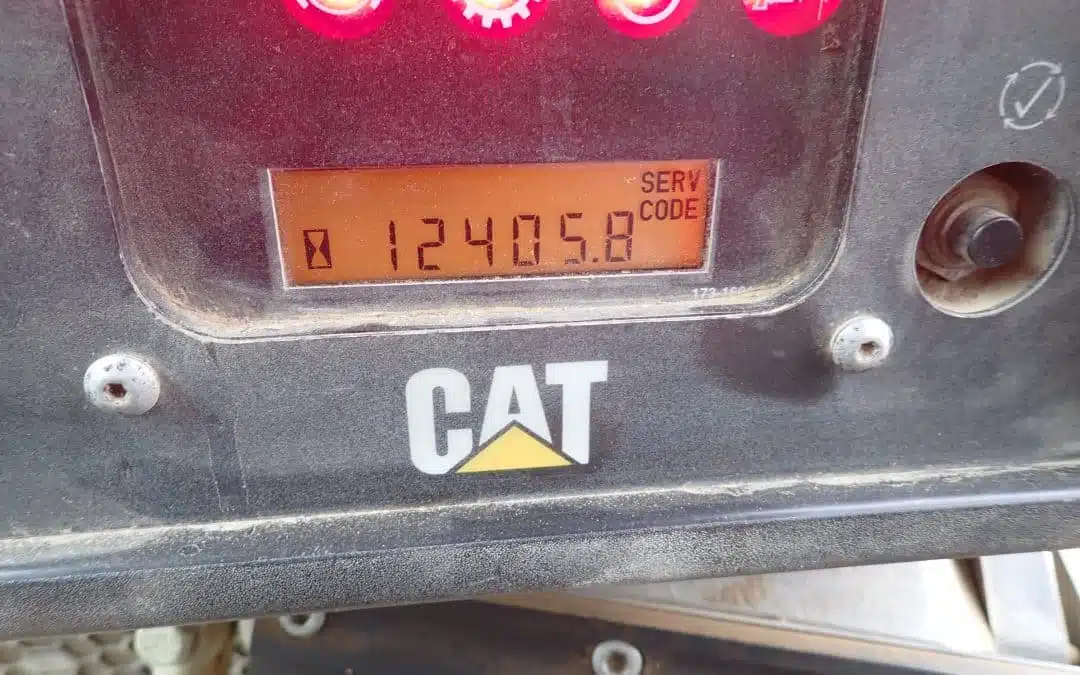 SERV
CODE
12405.8
CAT